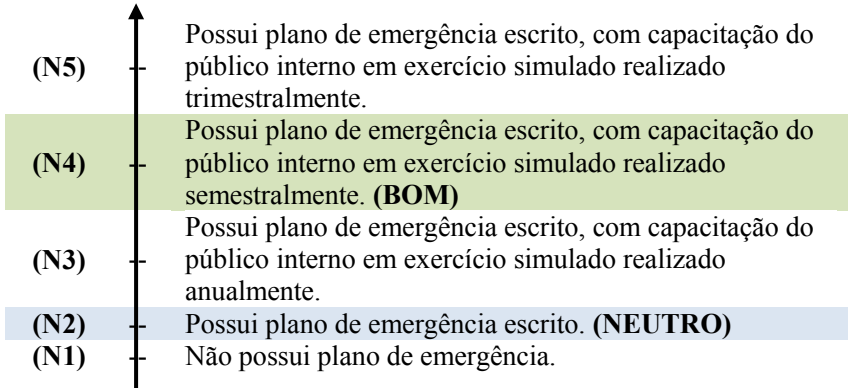 Possui plano de emergência escrito, com capacitação do
(N5) público interno em exercício simulado realizado
trimestralmente.
Possui plano de emergência escrito, com capacitação do
(N4) público interno em exercício simulado realizado
semestralmente. (BOM)
Possui plano de emergência escrito, com capacitação do
(N3) público interno em exercício simulado realizado
anualmente.
(N2) Possui plano de emergência escrito. (NEUTRO)
(N1) Não possui plano de emergência.